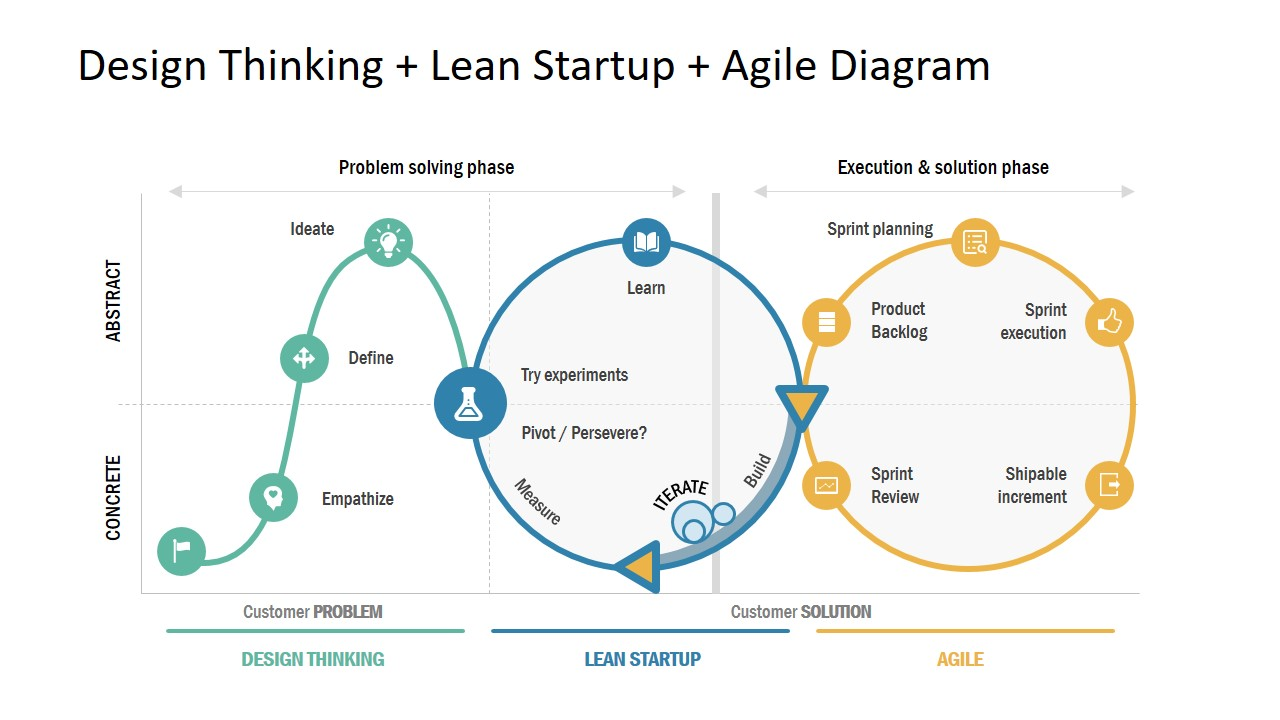 Design Thinking + Lean Startup + Agile Diagram
Problem solving phase
Execution & solution phase
ABSTRACT
CONCRETE
Ideate
Define
Empathize
Learn
Try experiments
Pivot / Persevere?
Measure
ITERATE
Build
Sprint planning
Product
Backlog
Sprint
execution
Sprint
Review
Shipable
increment
Customer PROBLEM
Customer SOLUTION
DESIGN THINKING
LEAN STARTUP
AGILE